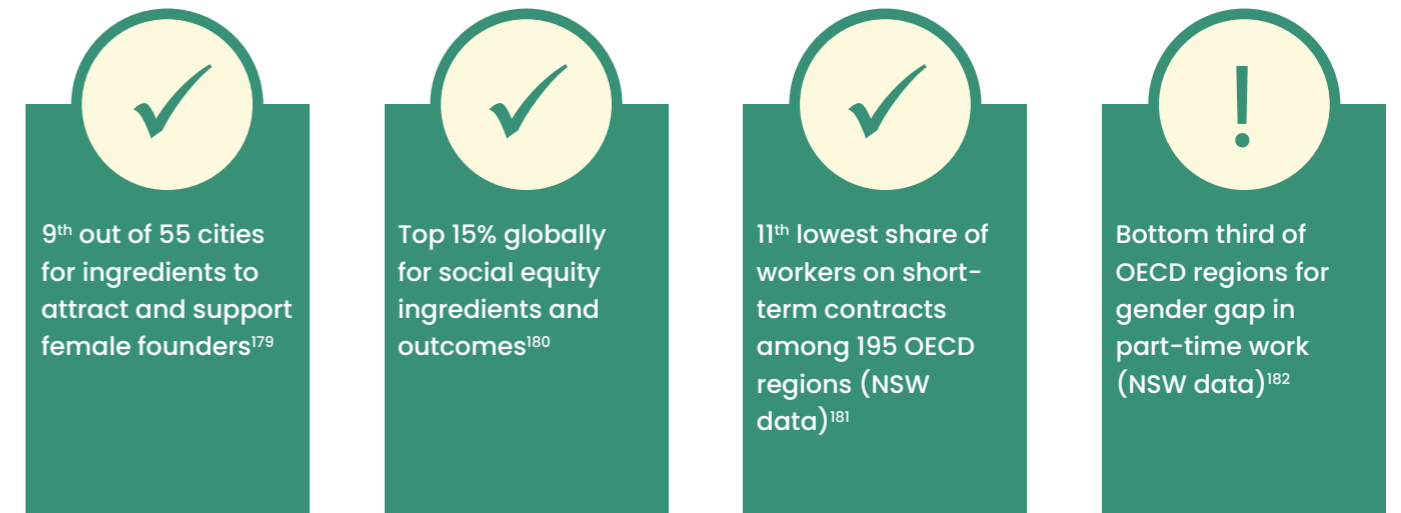 9th out of 55 cities
for ingredients to
attract and support
female founders179
Top 15% globally
for social equity
ingredients and
outcomes180
11th lowest share of
workers on short-
term contracts
among 195 OECD
regions (NSW
data)181
!
Bottom third of
OECD regions for
gender gap in
part-time work
(NSW data)182